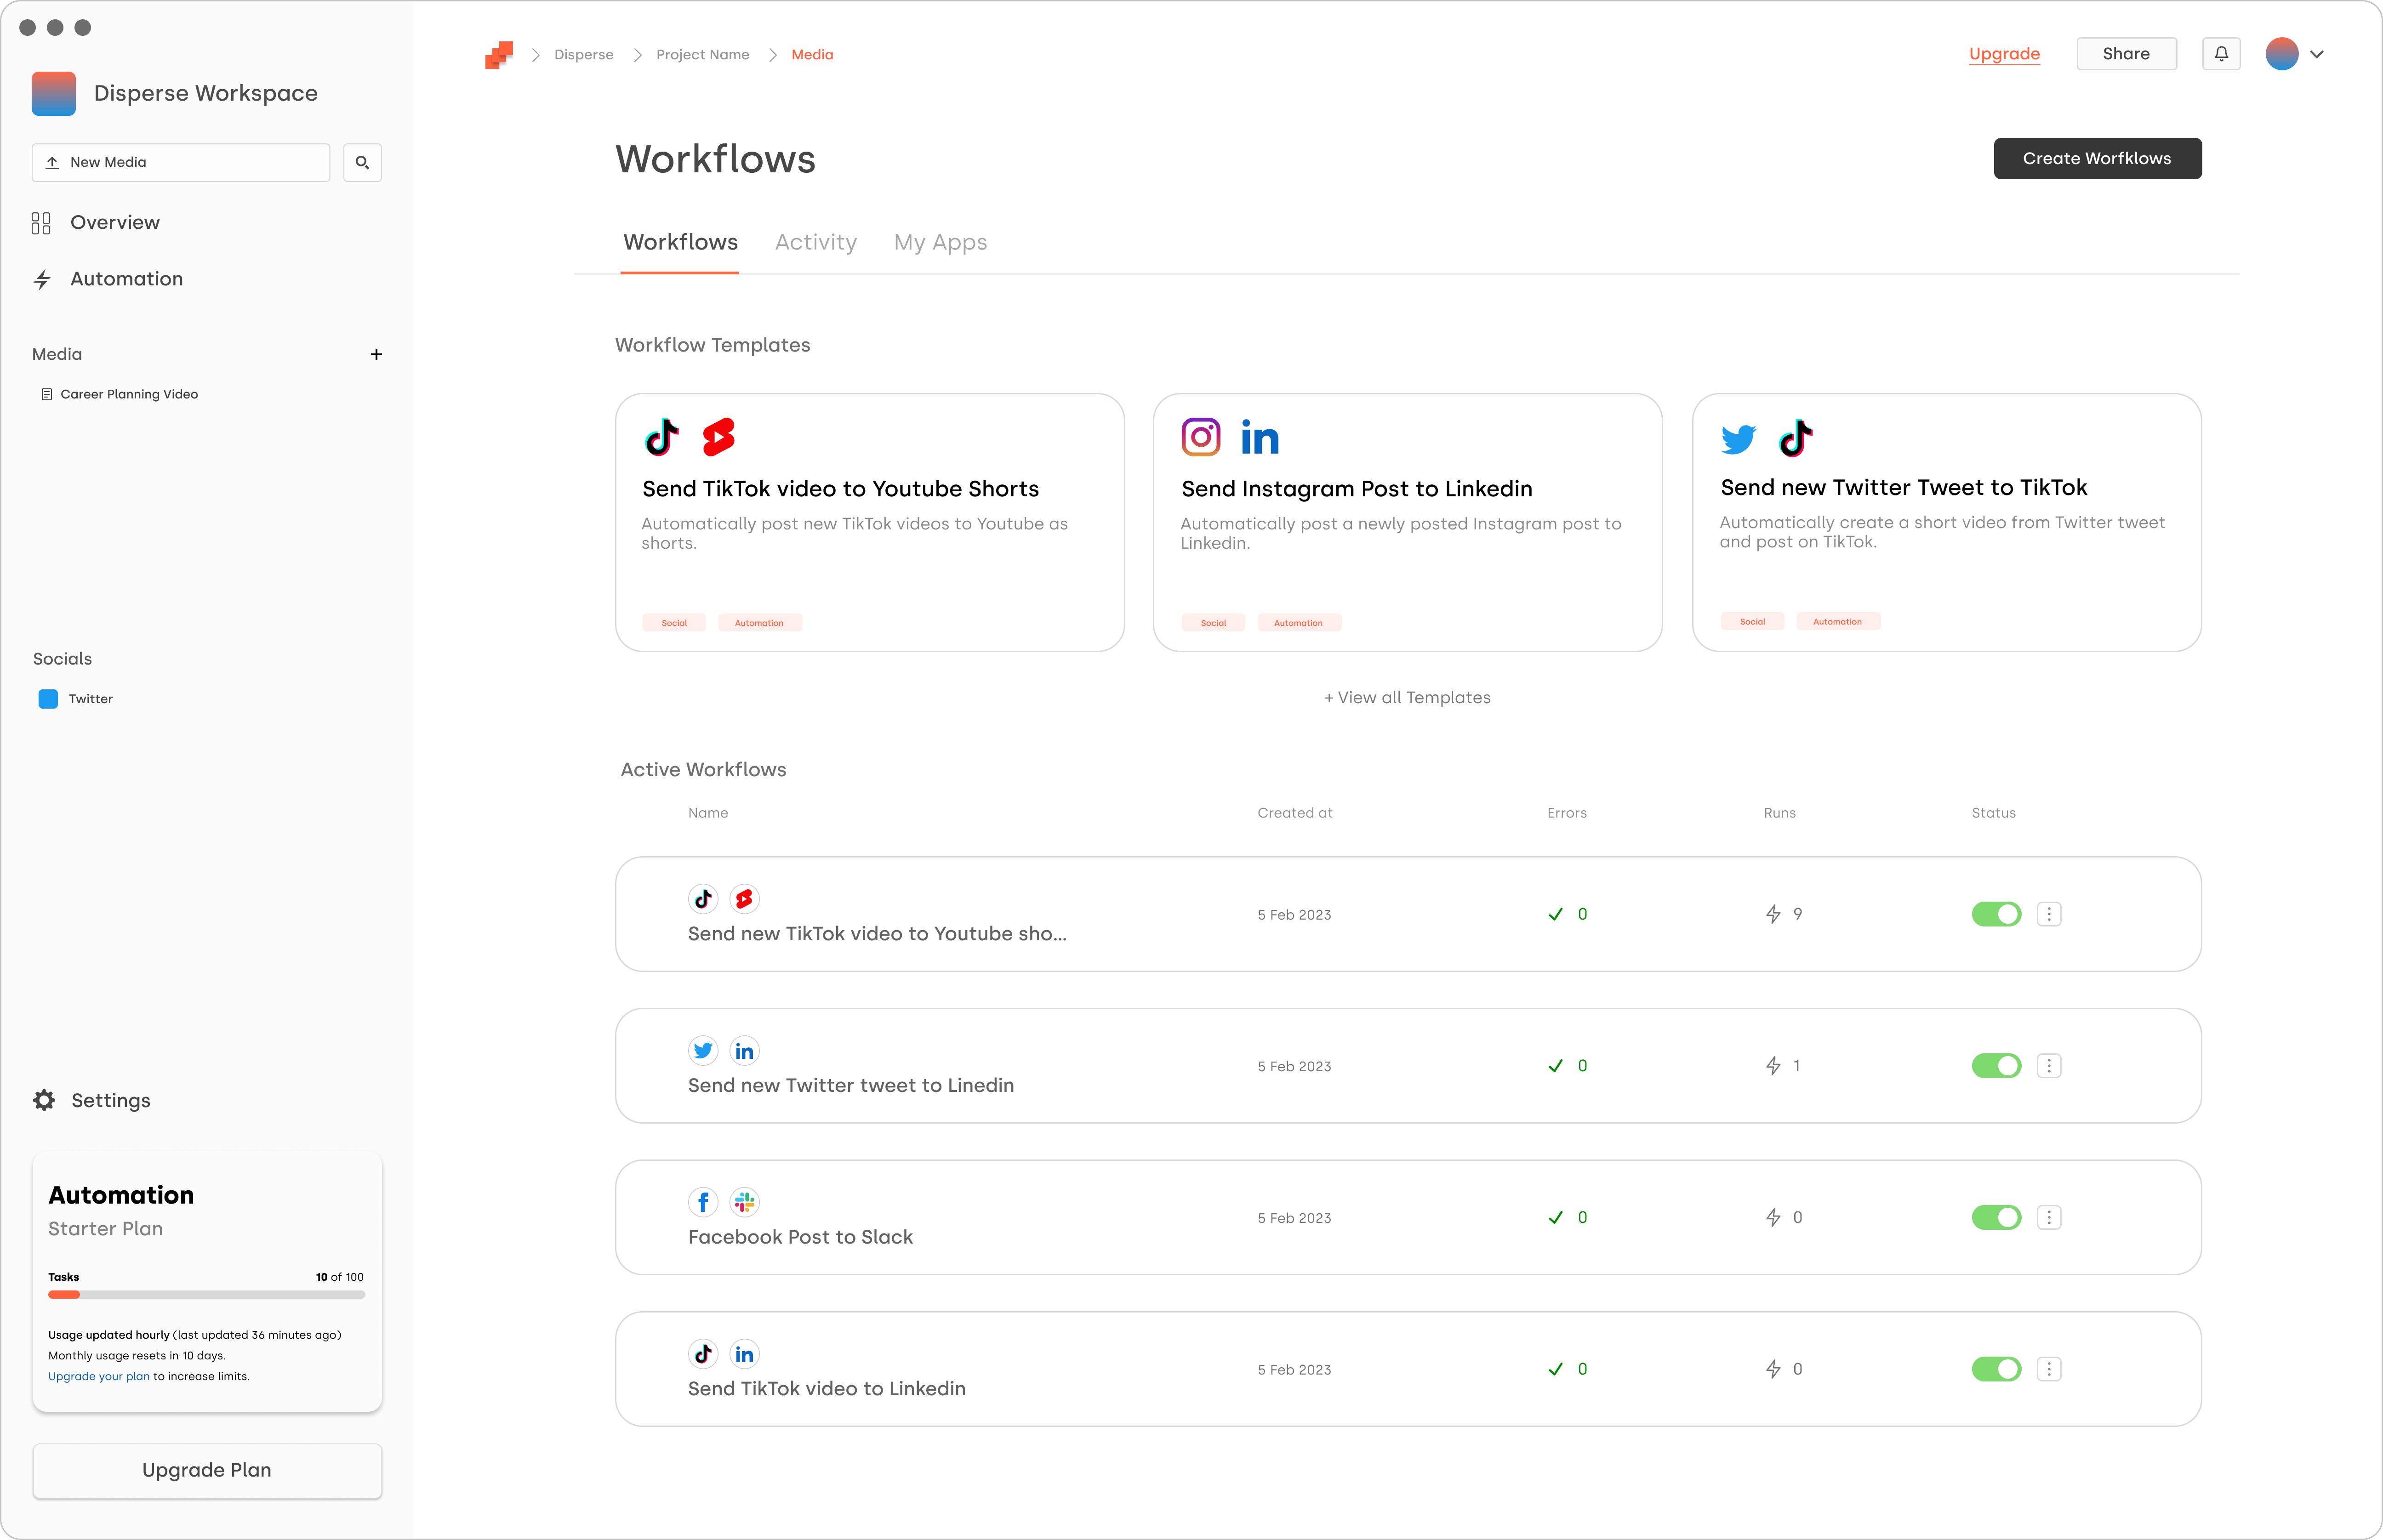 Disperse Workspace
New Media
Overview
Automation
Media
Career Planning Video
Socials
Twitter
Settings
Automation
Starter Plan
Tasks 10 of 100
Usage updated hourly (last updated 36 minutes ago)
Monthly usage resets in 10 days.
Upgrade your plan to increase limits.
Upgrade Plan
Disperse Project Name Media
Upgrade Share
Workflows
Create Worfklows
Workflows Activity My Apps
Workflow Templates
Send TikTok video to Youtube Shorts
Automatically post new TikTok videos to Youtube as
shorts.
Social Automation
Send Instagram Post to Linkedin
Automatically post a newly posted Instagram post to
Linkedin.
Social Automation
Send new Twitter Tweet to TikTok
Automatically create a short video from Twitter tweet
and post on TikTok.
Social Automation
+ View all Templates
Active Workflows
Name Created at Errors Runs Status
Send new TikTok video to Youtube sho... 5 Feb 2023 0 9
Send new Twitter tweet to Linedin 5 Feb 2023 0 1
Facebook Post to Slack 5 Feb 2023 0 0
Send TikTok video to Linkedin 5 Feb 2023 0 0